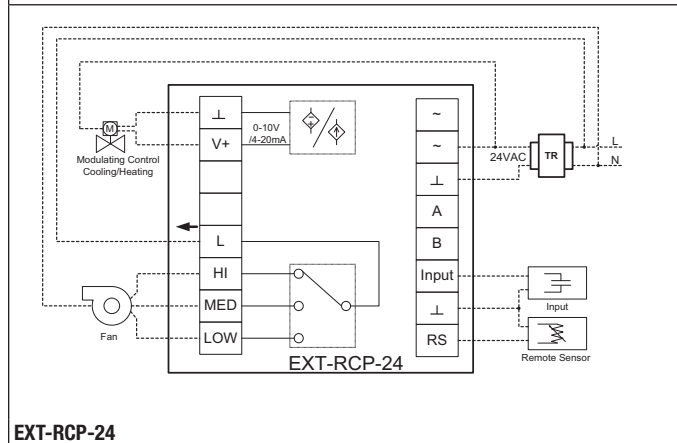 ⊥
V+
L
HI
MED
LOW
0-10V
/4-20mA
M
Modulating Control
Cooling/Heating
Fan
EXT-RCP-24
~
~
⊥
A
B
Input
⊥
RS
24VAC
TR
L
N
Input
Remote Sensor
EXT-RCP-24